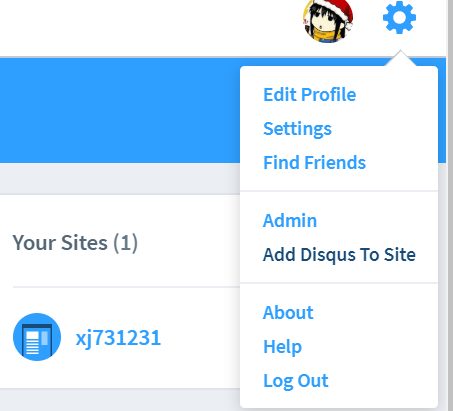 Edit Profile
Settings
Find Friends
Admin
Add Disqus To Site
About
Help
Log Out
Your Sites (1)
xj731231